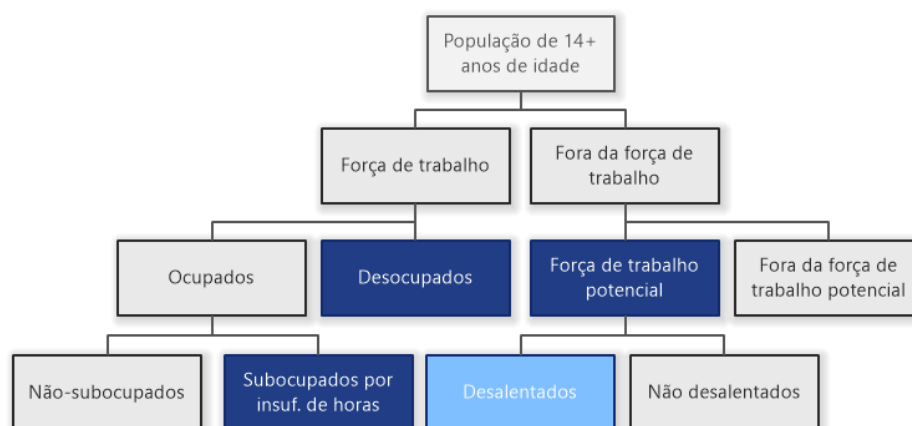 População de 14+
anos de idade
Força de trabalho
Fora da força de
trabalho
Ocupados
Desocupados
Força de trabalho
potencial
Fora da força de
trabalho potencial
Não-subocupados
Subocupados por
insuf. de horas
Desalentados
Não desalentados